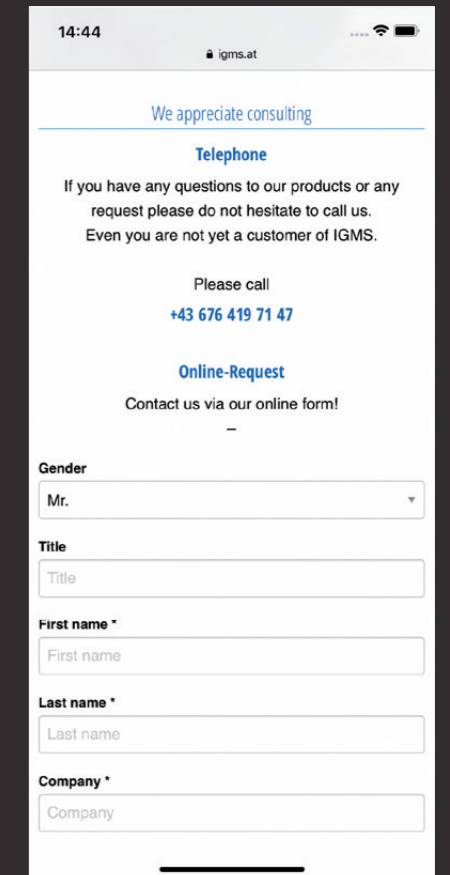 14:44
igms.at
We appreciate consulting
Telephone
If you have any questions to our products or any
request please do not hesitate to call us.
Even you are not yet a customer of IGMS.
Please call
+43 676 419 71 47
Online-Request
Contact us via our online form!
–
Gender
Mr.
Title
Title
First name *
First name
Last name *
Last name
Company *
Company